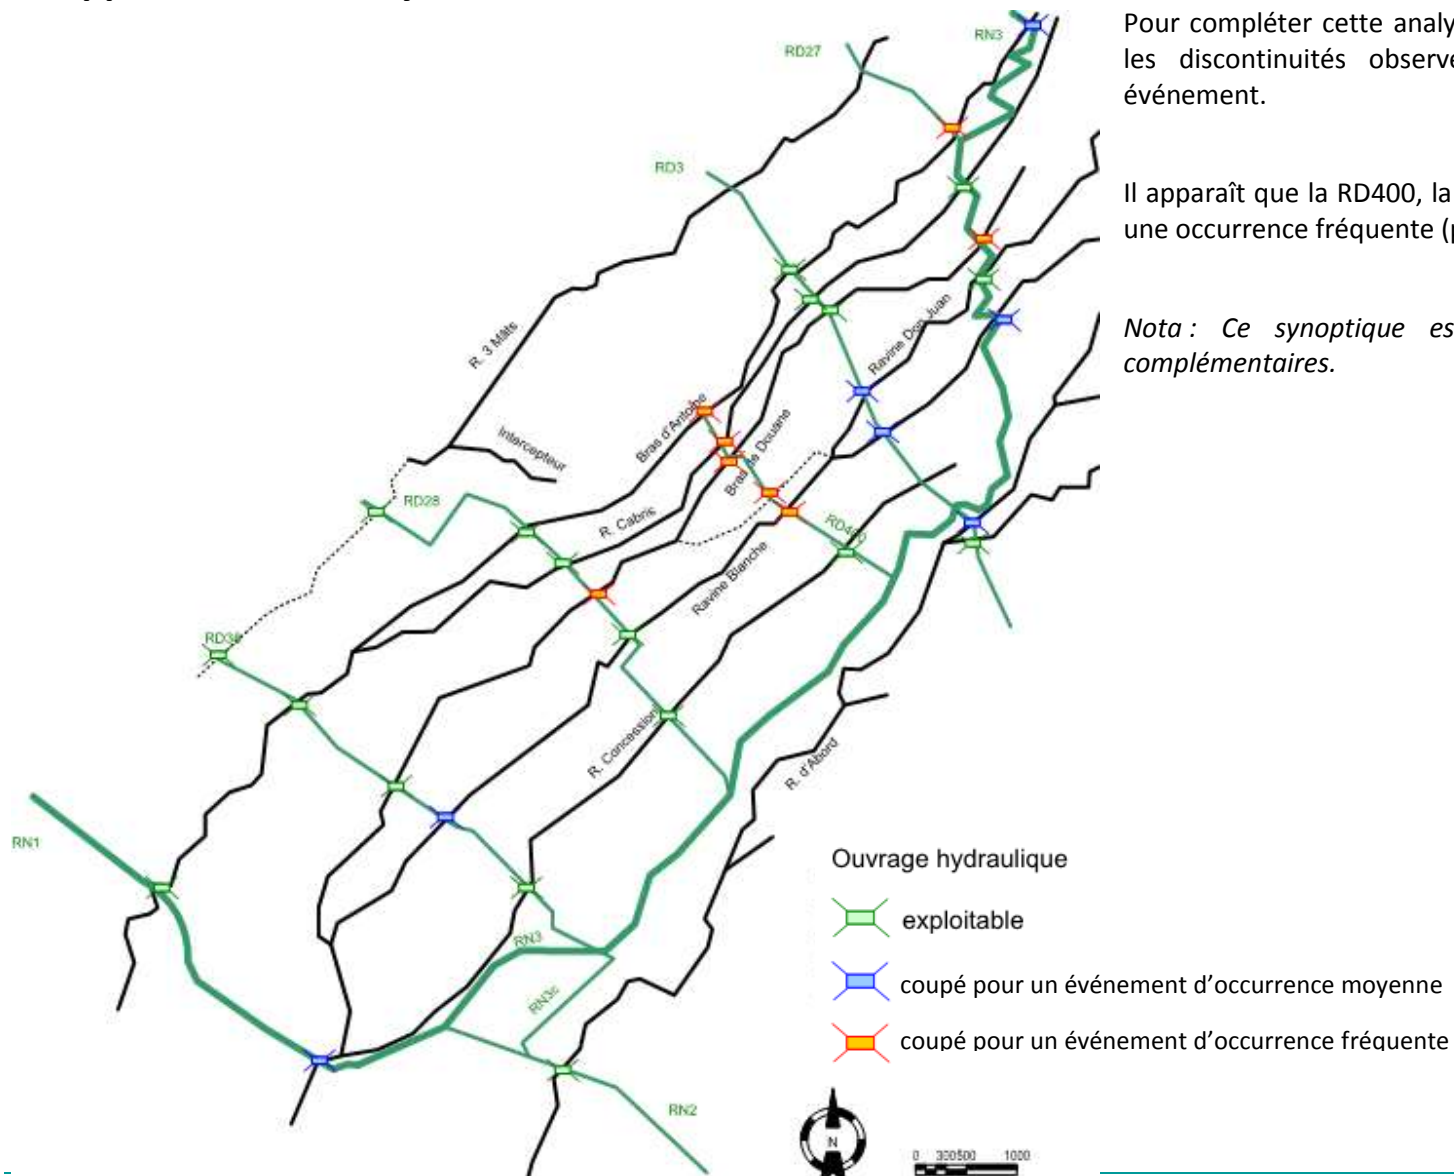 Pour compléter cette analy
les discontinuités observe
événement.
Il apparaît que la RD400, la
une occurrence fréquente (p
Nota : Ce synoptique es
complémentaires.
RN3
RD27
RD3
R. 3 Mâts
Ravine Don Juan
Bras d'Antoine
Intercepteur
Bras de Douane
RD28
R. Cabris
RD400
Ravine Blanche
R. Concession
R. d'Abord
RN1
RN3
RN3c
RN2
Ouvrage hydraulique
exploitable
coupé pour un événement d'occurrence moyenne
coupé pour un événement d'occurrence fréquente
N
0 300500 1000